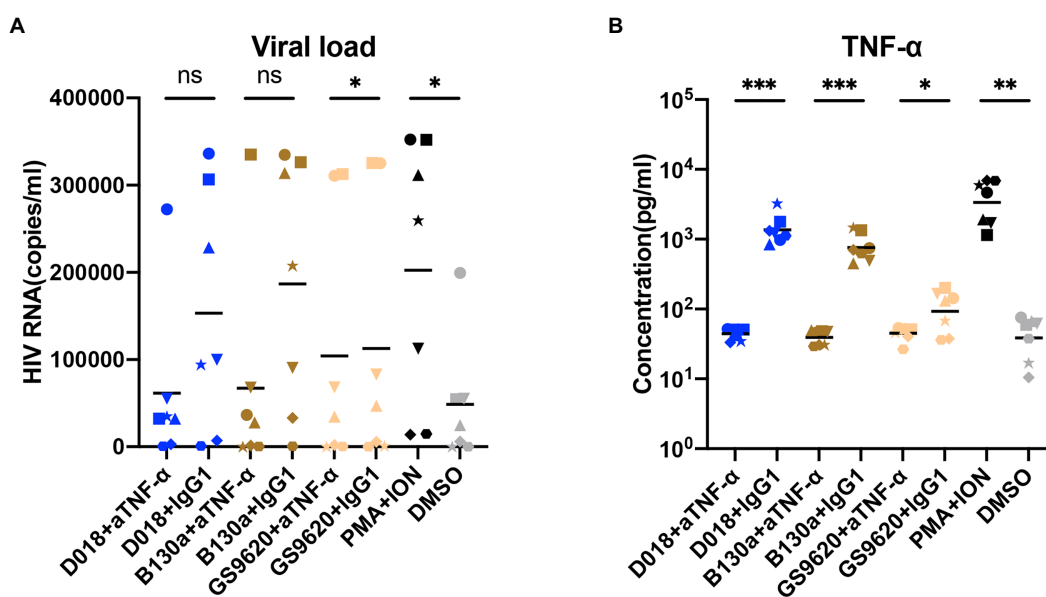 A
Viral load
ns
ns
*
*
HIV RNA(copies/ml)
400000
300000
200000
100000
0
D018+aTNF-α
D018+IgG1
B130a+aTNF-α
B130a+IgG1
GS9620+aTNF-α
GS9620+IgG1
PMA+ION
DMSO
B
TNF-α
***
***
*
**
Concentration(pg/ml)
10⁵
10⁴
10³
10²
10¹
10⁰
D018+aTNF-α
D018+IgG1
B130a+aTNF-α
B130a+IgG1
GS9620+aTNF-α
GS9620+IgG1
PMA+ION
DMSO